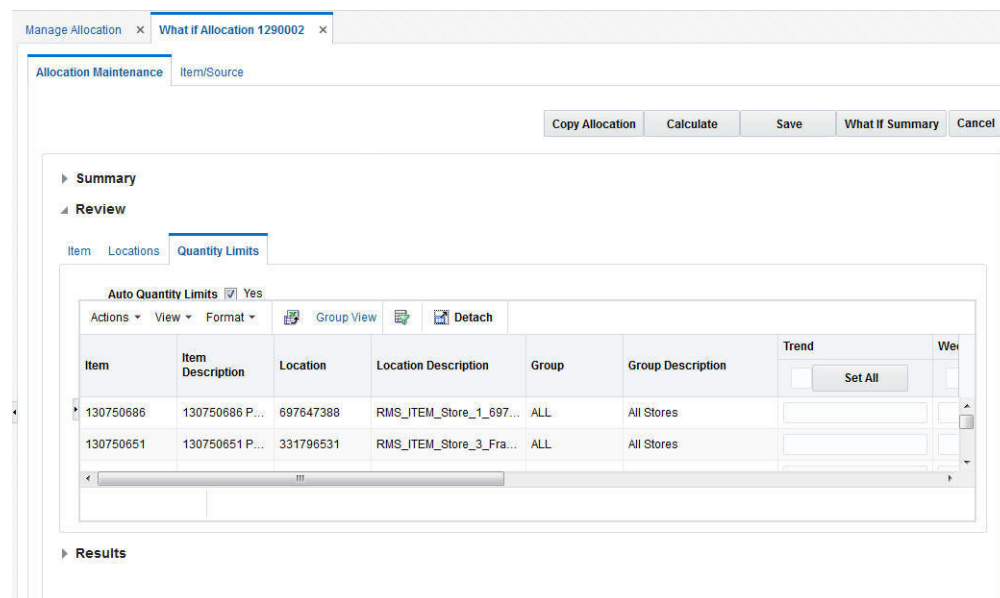 Manage Allocation × What if Allocation 1290002 ×
Allocation Maintenance Item/Source
Copy Allocation Calculate Save What If Summary Cancel
Summary
Review
Item Locations Quantity Limits
Auto Quantity Limits Yes
Actions View Format Group View Detach
Item Item Description Location Location Description Group Group Description Trend Set All
130750686 130750686 P... 697647388 RMS_ITEM_Store_1_697... ALL All Stores
130750651 130750651 P... 331796531 RMS_ITEM_Store_3_Fra... ALL All Stores
Results